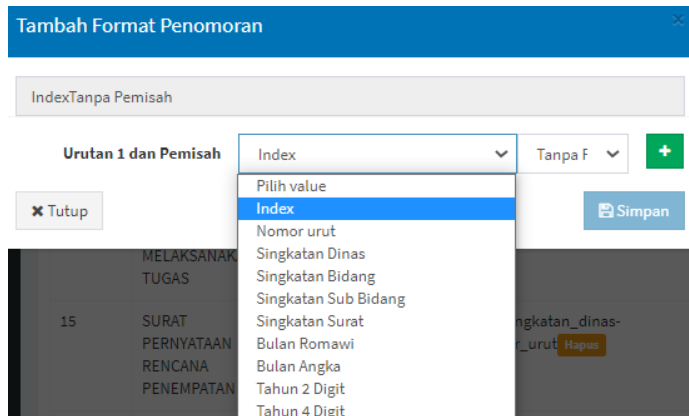 Tambah Format Penomoran
×
IndexTanpa Pemisah
Urutan 1 dan Pemisah
Index
Tanpa F
+
Pilih value
Index
Nomor urut
Singkatan Dinas
Singkatan Bidang
Singkatan Sub Bidang
Singkatan Surat
Bulan Romawi
Bulan Angka
Tahun 2 Digit
Tahun 4 Digit
Tutup
Simpan
MELAKSANAK
TUGAS
15
SURAT
PERNYATAAN
RENCANA
PENEMPATAN
ngkatan_dinas-
r_urut Hapus